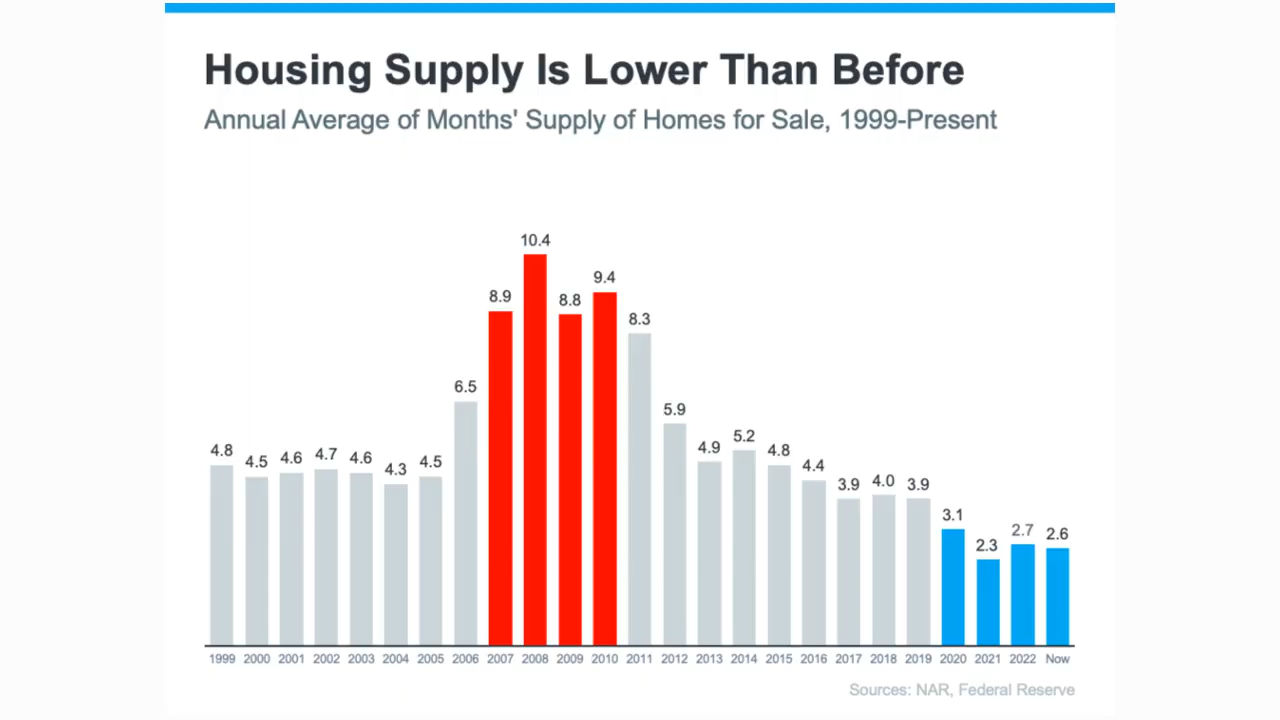 Housing Supply Is Lower Than Before
Annual Average of Months' Supply of Homes for Sale, 1999-Present
4.8 4.5 4.6 4.7 4.6 4.3 4.5 6.5 8.9 10.4 8.8 9.4 8.3 5.9 4.9 5.2 4.8 4.4 3.9 4.0 3.9 3.1 2.3 2.7 2.6
1999 2000 2001 2002 2003 2004 2005 2006 2007 2008 2009 2010 2011 2012 2013 2014 2015 2016 2017 2018 2019 2020 2021 2022 Now
Sources: NAR, Federal Reserve